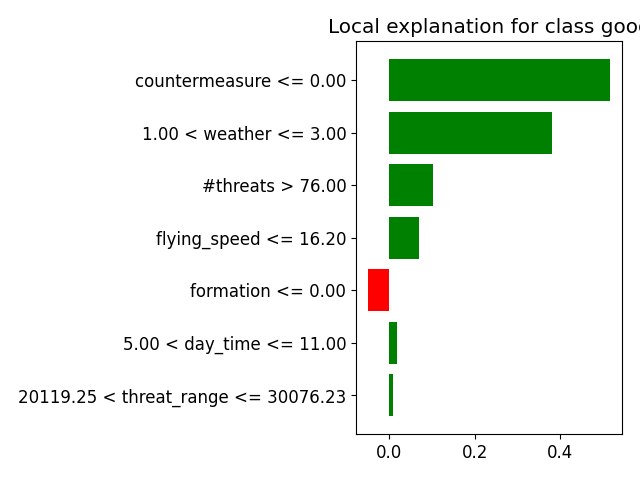 Local explanation for class good
countermeasure <= 0.00
1.00 < weather <= 3.00
#threats > 76.00
flying_speed <= 16.20
formation <= 0.00
5.00 < day_time <= 11.00
20119.25 < threat_range <= 30076.23
0.0 0.2 0.4